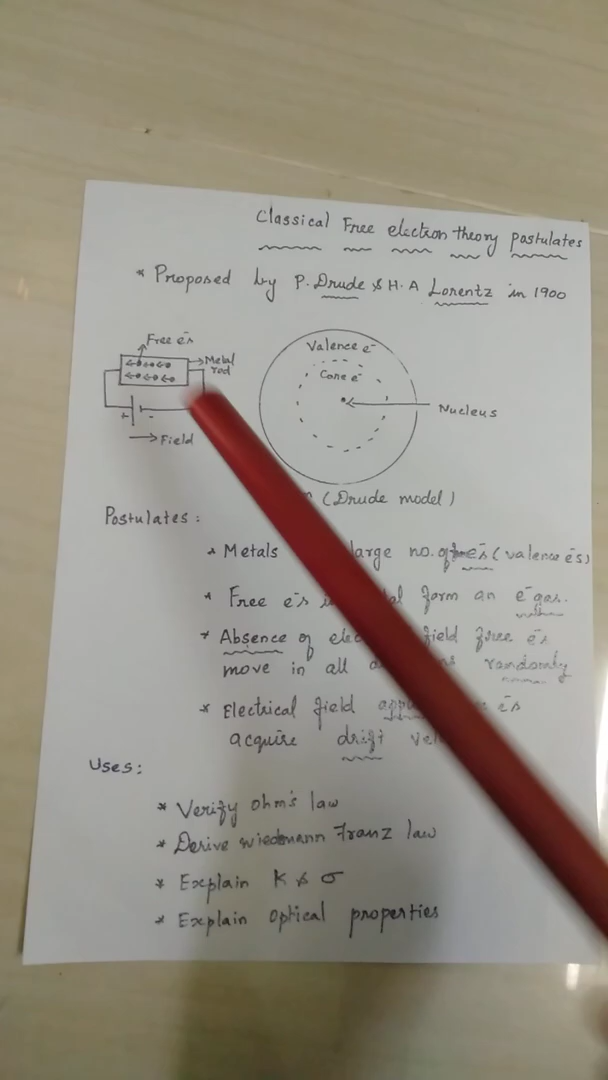 Classical Free electron theory postulates
* Proposed by P. Drude & H. A Lorentz in 1900
Free e̅s
Metal rod
+ -
→ Field
Valence e⁻
Core e⁻
Nucleus
(Drude model)
Postulates:
* Metals large no. of e̅s (valence e̅s)
* Free e̅s form an e⁻ gas.
* Absence of field free e̅s
move in all randomly
* Electrical field e̅s
acquire drift
Uses:
* Verify ohm's law
* Derive wiedemann Franz law
* Explain K & σ
* Explain optical properties